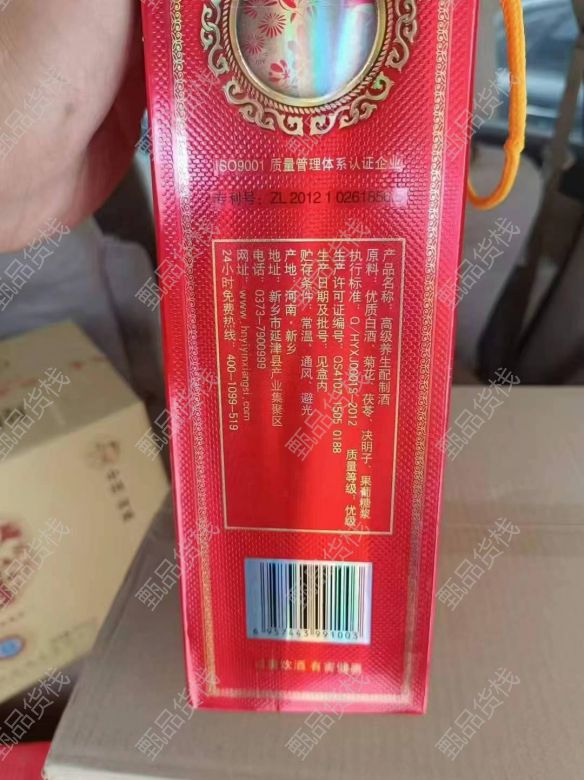 ISO9001 质量管理体系认证企业
专利号: ZL 2012 1 0261856.5
产品名称: 高级养生配制酒
原料: 优质白酒、菊花、茯苓、决明子、果葡糖浆
执行标准: Q/HYXJ0001S-2012 质量等级: 优级
生产许可证编号: QS4107 1505 0188
生产日期及批号: 见盒内
贮存条件: 常温、通风、避光
产地: 河南·新乡
地址: 新乡市延津县产业集聚区
电话: 0373-7909999
24小时免费热线: 400-1099-519
6 937443 991003
过量饮酒 有害健康
甄品货栈